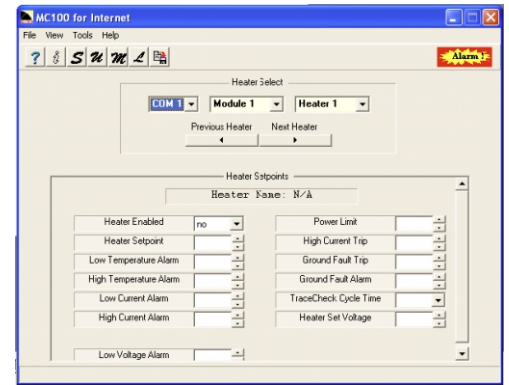 MC100 for Internet
File View Tools Help
? S U M L
Alarm !
Heater Select
COM 1 Module 1 Heater 1
Previous Heater Next Heater
Heater Setpoints
Heater Name: N/A
Heater Enabled no Power Limit
Heater Setpoint High Current Trip
Low Temperature Alarm Ground Fault Trip
High Temperature Alarm Ground Fault Alarm
Low Current Alarm TraceCheck Cycle Time
High Current Alarm Heater Set Voltage
Low Voltage Alarm